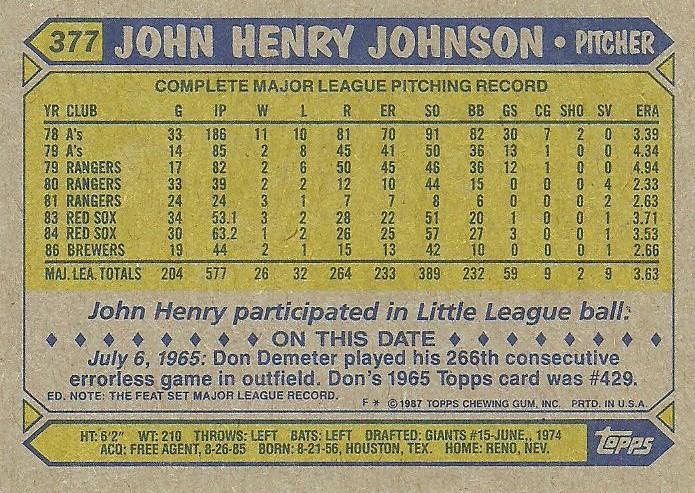 377 JOHN HENRY JOHNSON • PITCHER
COMPLETE MAJOR LEAGUE PITCHING RECORD
YR CLUB G IP W L R ER SO BB GS CG SHO SV ERA
78 A's 33 186 11 10 81 70 91 82 30 7 2 0 3.39
79 A's 14 85 2 8 45 41 50 36 13 1 0 0 4.34
79 RANGERS 17 82 2 6 50 45 46 36 12 1 0 0 4.94
80 RANGERS 33 39 2 2 12 10 44 15 0 0 0 4 2.33
81 RANGERS 24 24 3 1 7 7 8 6 0 0 0 2 2.63
83 RED SOX 34 53.1 3 2 28 22 51 20 1 0 0 1 3.71
84 RED SOX 30 63.2 1 2 26 25 57 27 3 0 0 1 3.53
86 BREWERS 19 44 2 1 15 13 42 10 0 0 0 1 2.66
MAJ. LEA. TOTALS 204 577 26 32 264 233 389 232 59 9 2 9 3.63
John Henry participated in Little League ball.
ON THIS DATE
July 6, 1965: Don Demeter played his 266th consecutive
errorless game in outfield. Don's 1965 Topps card was #429.
ED. NOTE: THE FEAT SET MAJOR LEAGUE RECORD. F * © 1987 TOPPS CHEWING GUM, INC. PRTD. IN U.S.A.
HT: 6'2" WT: 210 THROWS: LEFT BATS: LEFT DRAFTED: GIANTS #15-JUNE,, 1974
ACQ: FREE AGENT, 8-26-85 BORN: 8-21-56, HOUSTON, TEX. HOME: RENO, NEV.
TOPPS